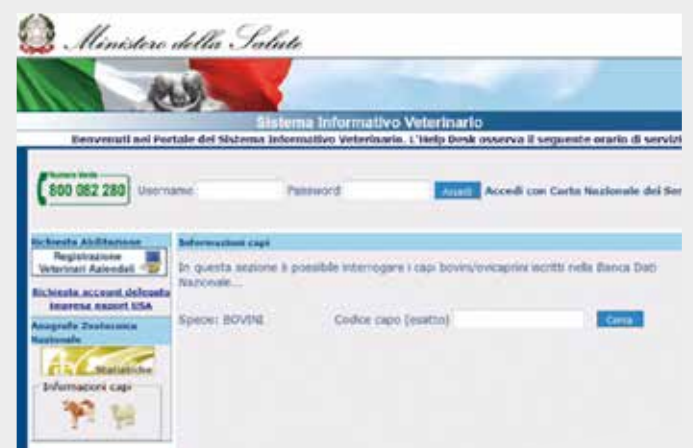 Ministero della Salute
Sistema Informativo Veterinario
Benvenuti nel Portale del Sistema Informativo Veterinario. L'Help Desk osserva il seguente orario di servizi
Numero Verde
800 082 280
Username
Password
Accedi
Accedi con Carta Nazionale dei Ser
Richiesta Abilitazione
Registrazione
Veterinari Aziendali
Richiesta account delegato
impresa export USA
Anagrafe Zootecnica
Nazionale
Statistiche
Informazioni capi
Informazioni capi
In questa sezione è possibile interrogare i capi bovini/ovicaprini iscritti nella Banca Dati
Nazionale...
Specie: BOVINI
Codice capo (esatto)
Cerca